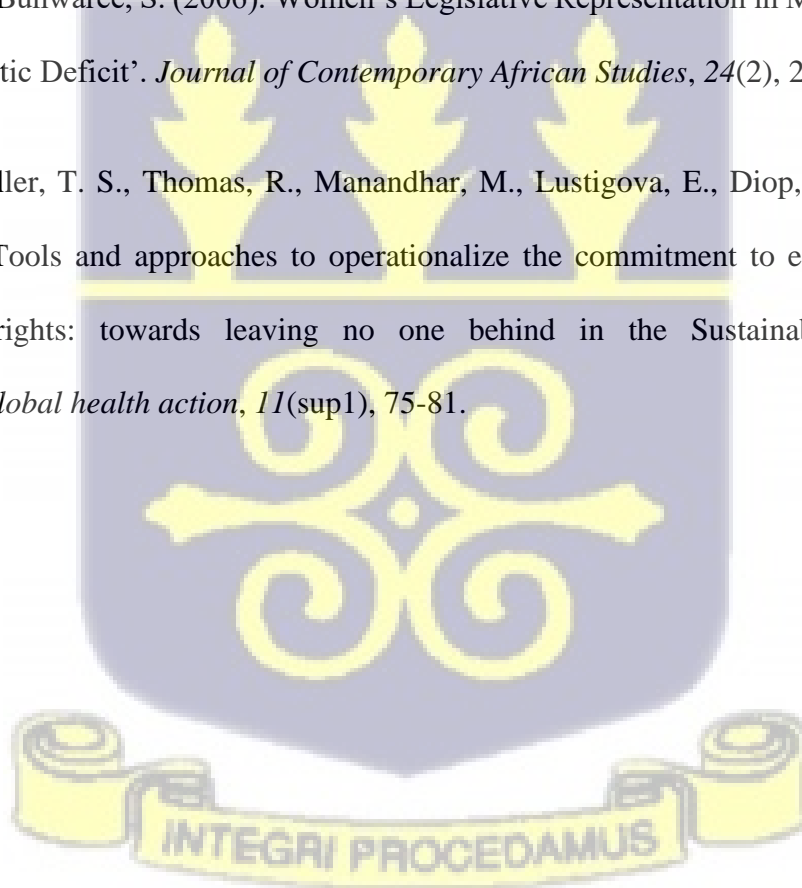 Bunwaree, S. (2006). Women’s Legislative Representation in M
tic Deficit’. Journal of Contemporary African Studies, 24(2), 2
ller, T. S., Thomas, R., Manandhar, M., Lustigova, E., Diop,
Tools and approaches to operationalize the commitment to e
rights: towards leaving no one behind in the Sustainab
lobal health action, 11(sup1), 75-81.
INTEGRI PROCEDAMUS